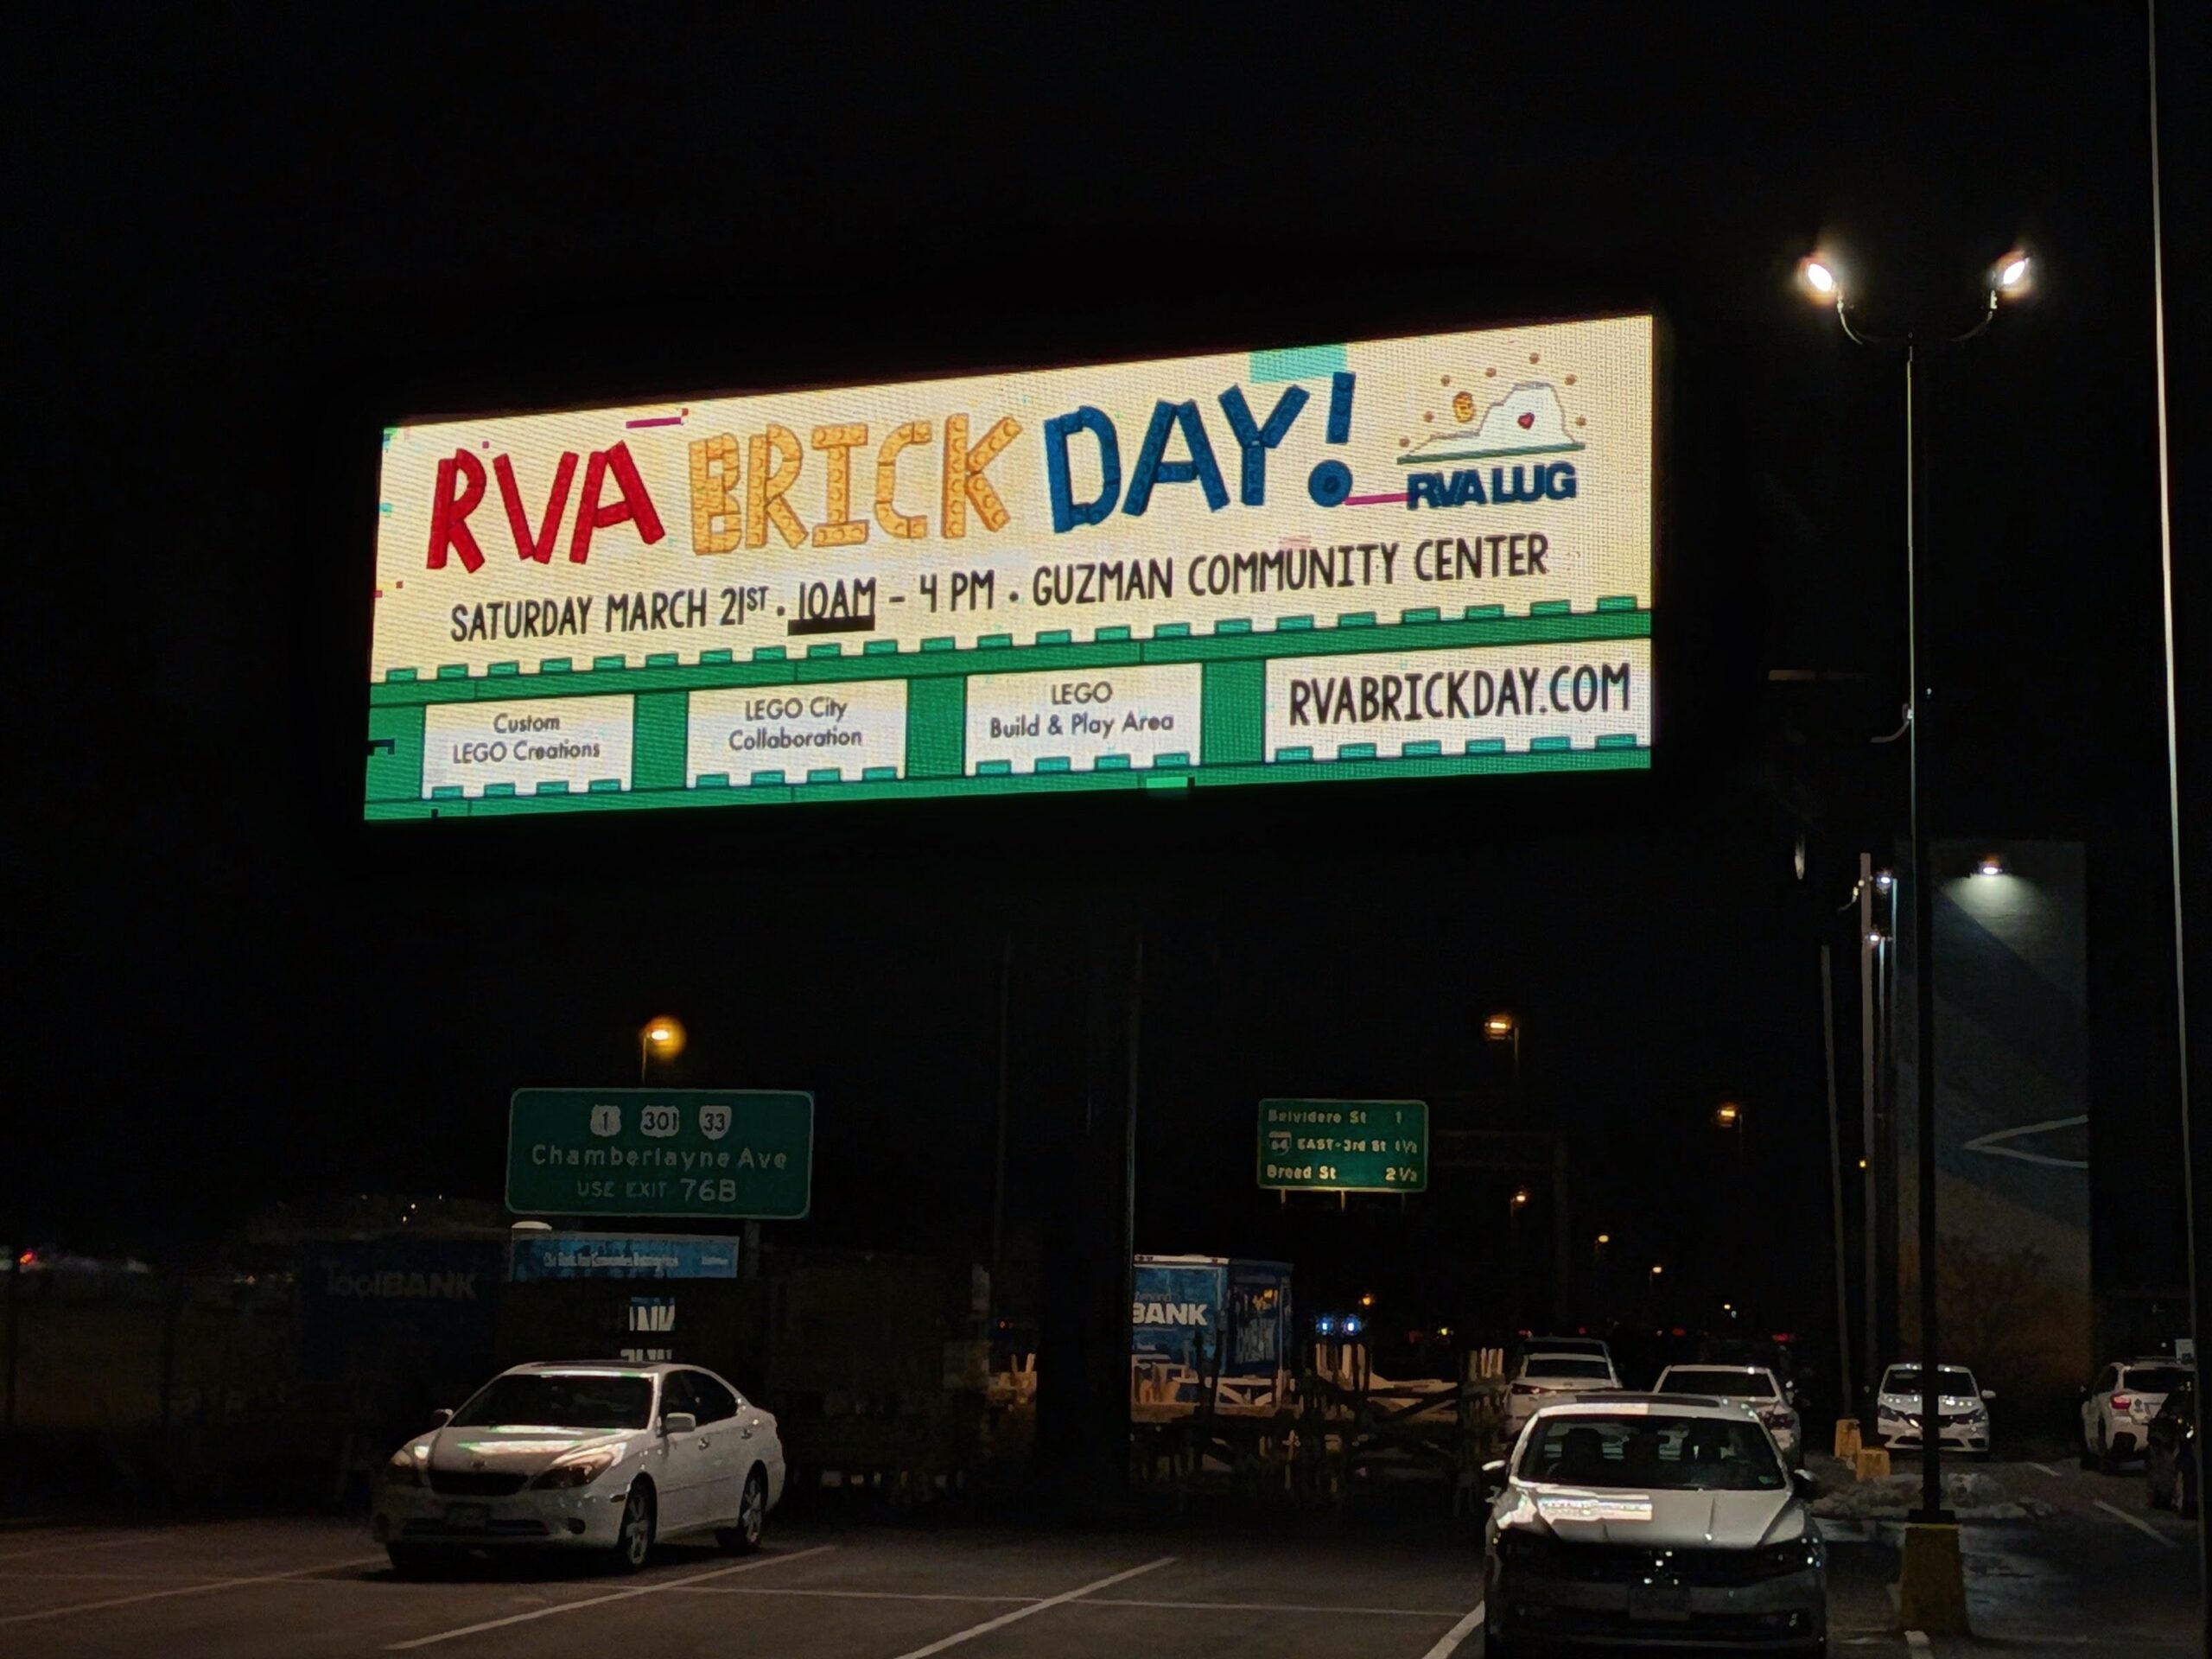 RVA BRICK DAY!
RVA LUG
SATURDAY MARCH 21ST . 10AM - 4 PM . GUZMAN COMMUNITY CENTER
Custom
LEGO Creations
LEGO City
Collaboration
LEGO
Build & Play Area
RVABRICKDAY.COM
1 301 33
Chamberlayne Ave
USE EXIT 76B
Belvidere St 1
64 EAST-3rd St 1½
Broad St 2½
ToolBANK
BANK